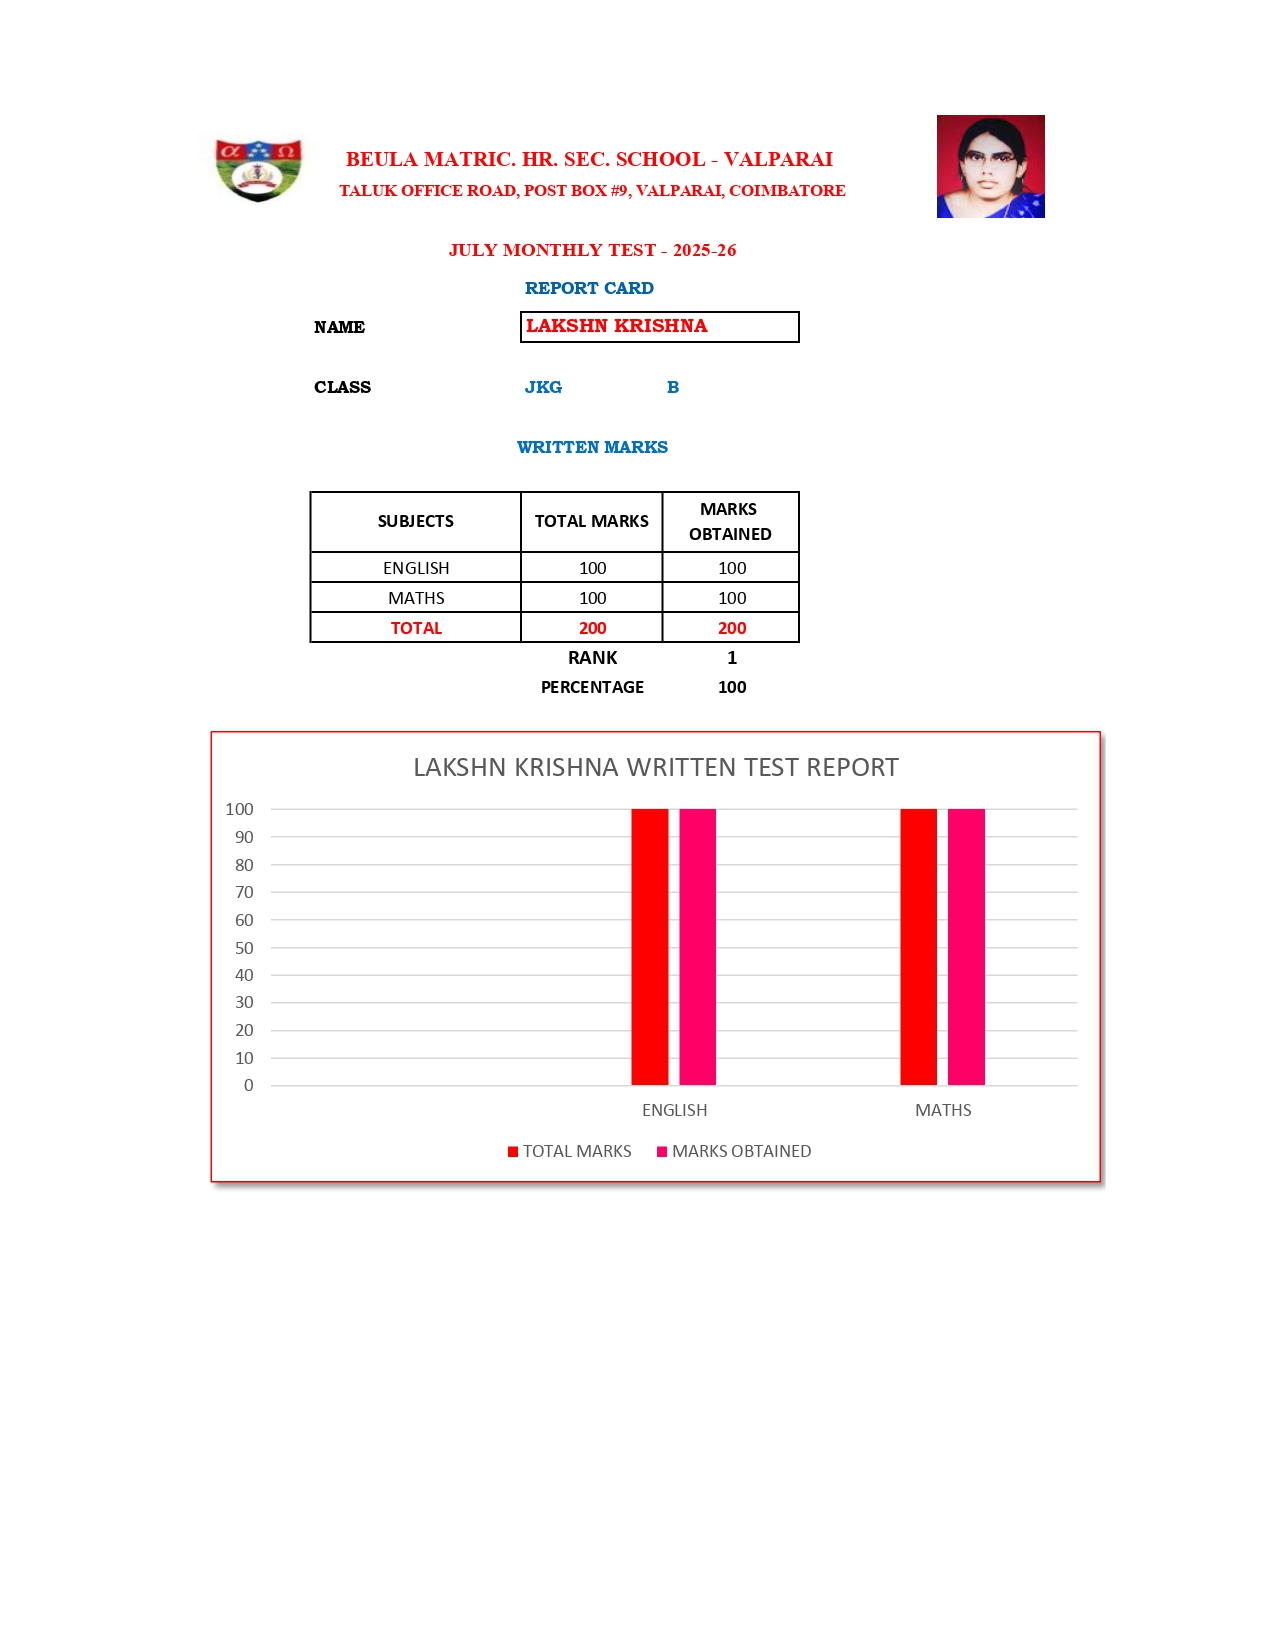 α Ω
BEULA MATRIC. HR. SEC. SCHOOL - VALPARAI
TALUK OFFICE ROAD, POST BOX #9, VALPARAI, COIMBATORE
JULY MONTHLY TEST - 2025-26
REPORT CARD
NAME LAKSHN KRISHNA
CLASS JKG B
WRITTEN MARKS
SUBJECTS TOTAL MARKS MARKS OBTAINED
ENGLISH 100 100
MATHS 100 100
TOTAL 200 200
RANK 1
PERCENTAGE 100
LAKSHN KRISHNA WRITTEN TEST REPORT
100
90
80
70
60
50
40
30
20
10
0
ENGLISH MATHS
TOTAL MARKS MARKS OBTAINED